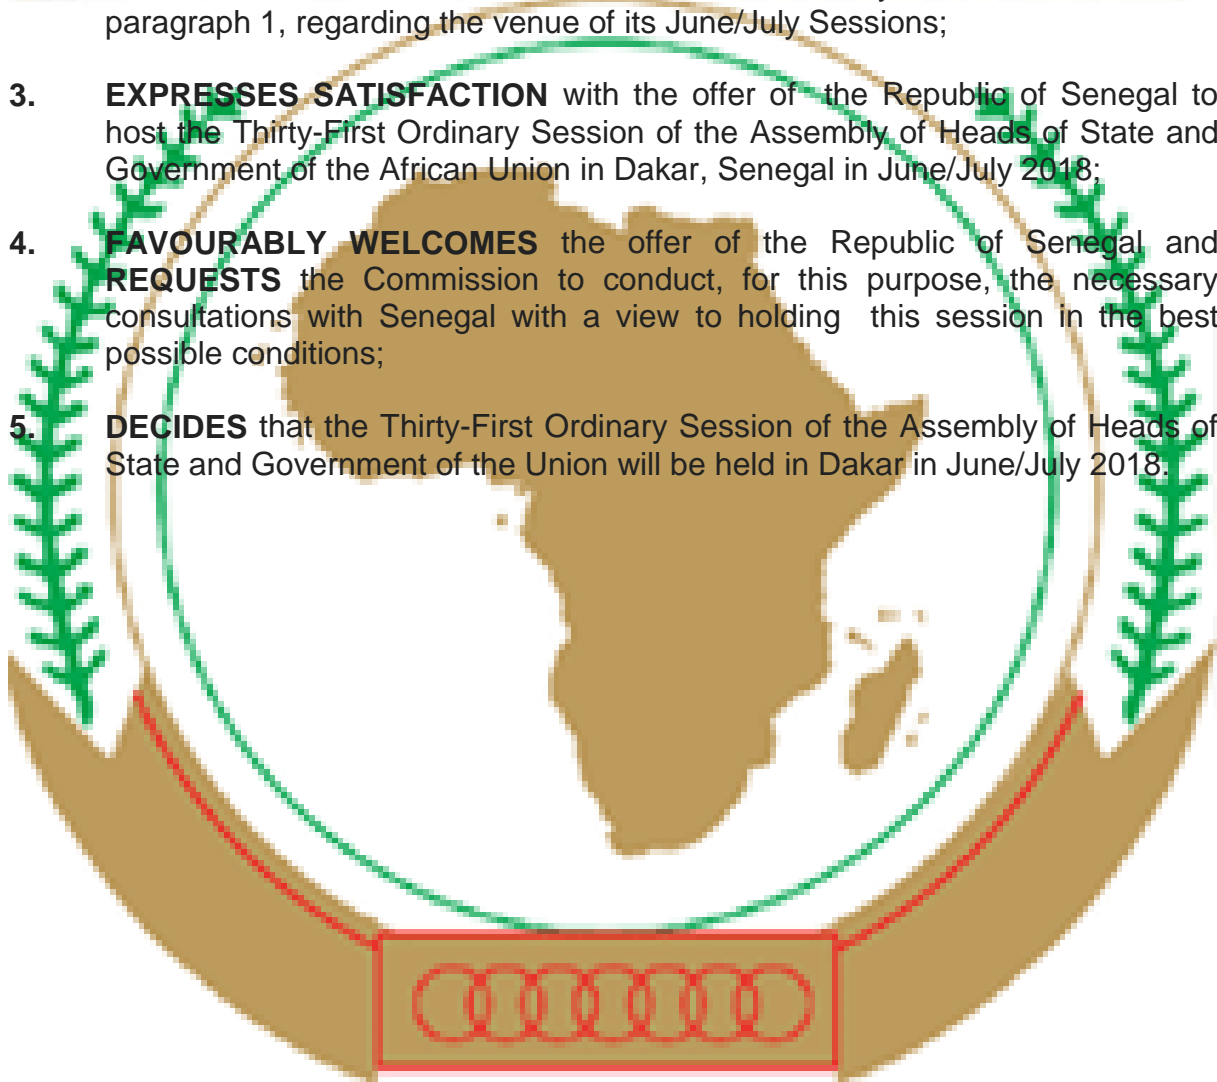 paragraph 1, regarding the venue of its June/July Sessions;
3. EXPRESSES SATISFACTION with the offer of the Republic of Senegal to
host the Thirty-First Ordinary Session of the Assembly of Heads of State and
Government of the African Union in Dakar, Senegal in June/July 2018;
4. FAVOURABLY WELCOMES the offer of the Republic of Senegal and
REQUESTS the Commission to conduct, for this purpose, the necessary
consultations with Senegal with a view to holding this session in the best
possible conditions;
5. DECIDES that the Thirty-First Ordinary Session of the Assembly of Heads of
State and Government of the Union will be held in Dakar in June/July 2018.